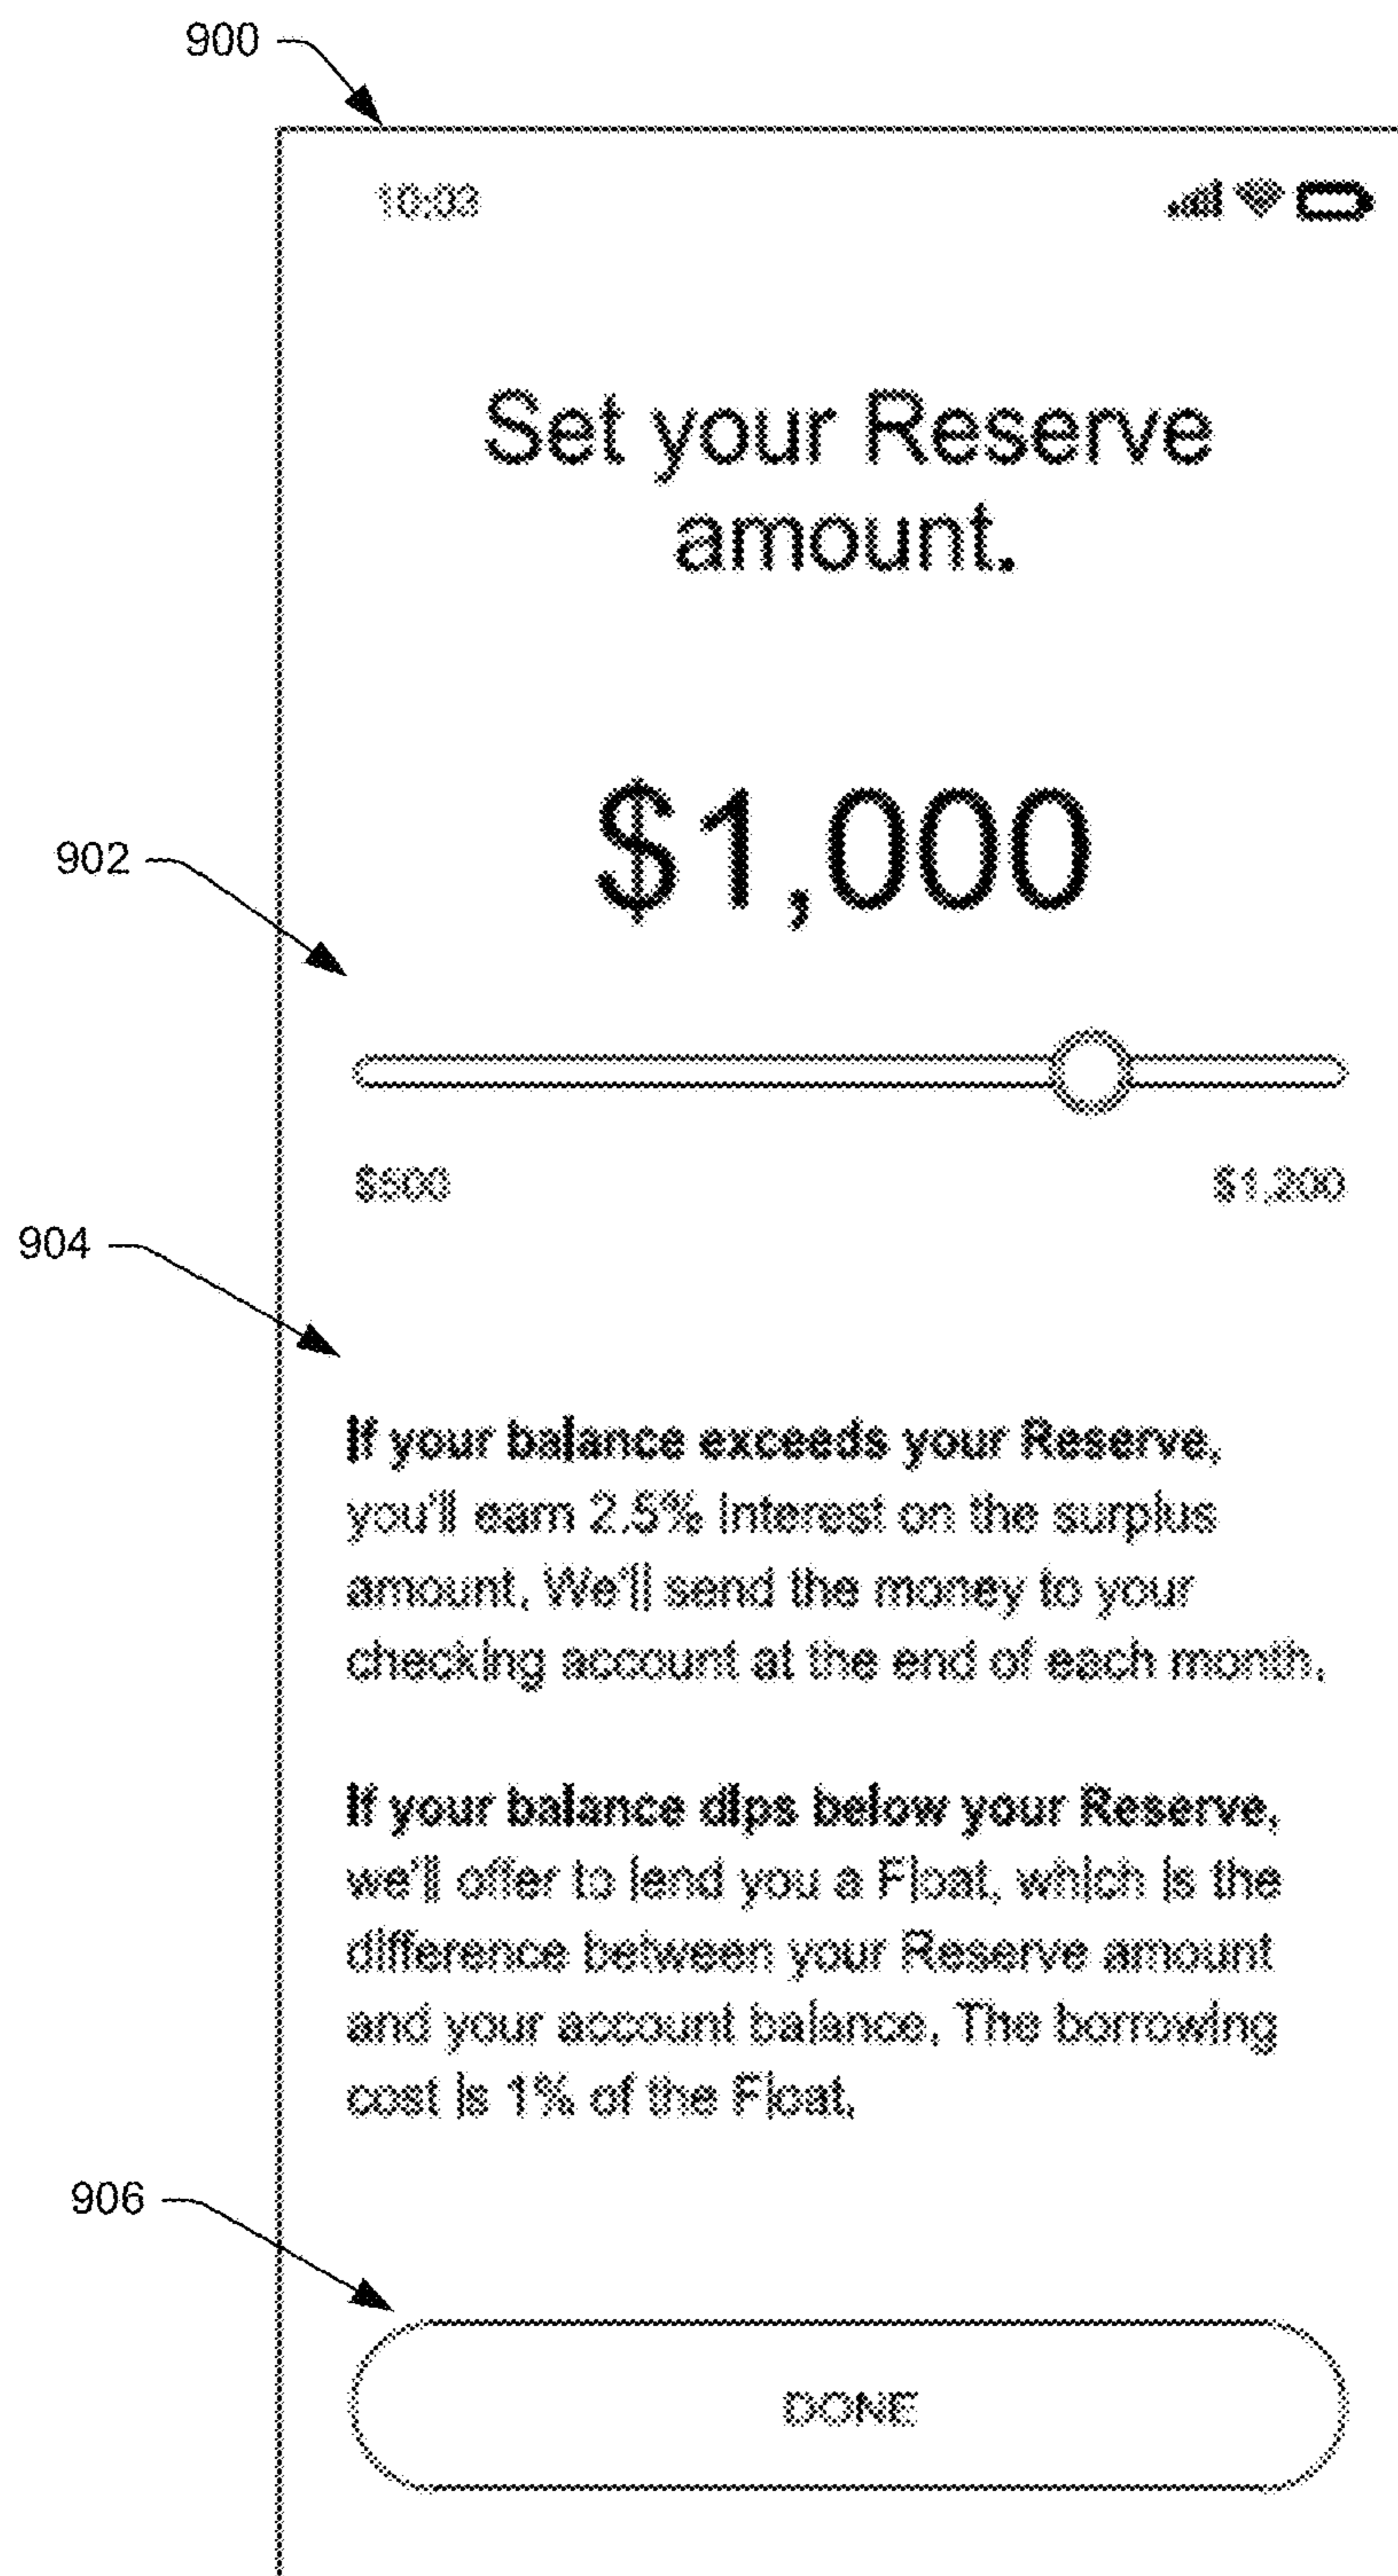 900
10:03
Set your Reserve
amount.
$1,000
902
$500 $1,200
904
If your balance exceeds your Reserve,
you'll earn 2.5% interest on the surplus
amount. We'll send the money to your
checking account at the end of each month.
If your balance dips below your Reserve,
we'll offer to lend you a Float, which is the
difference between your Reserve amount
and your account balance. The borrowing
cost is 1% of the Float.
906
DONE